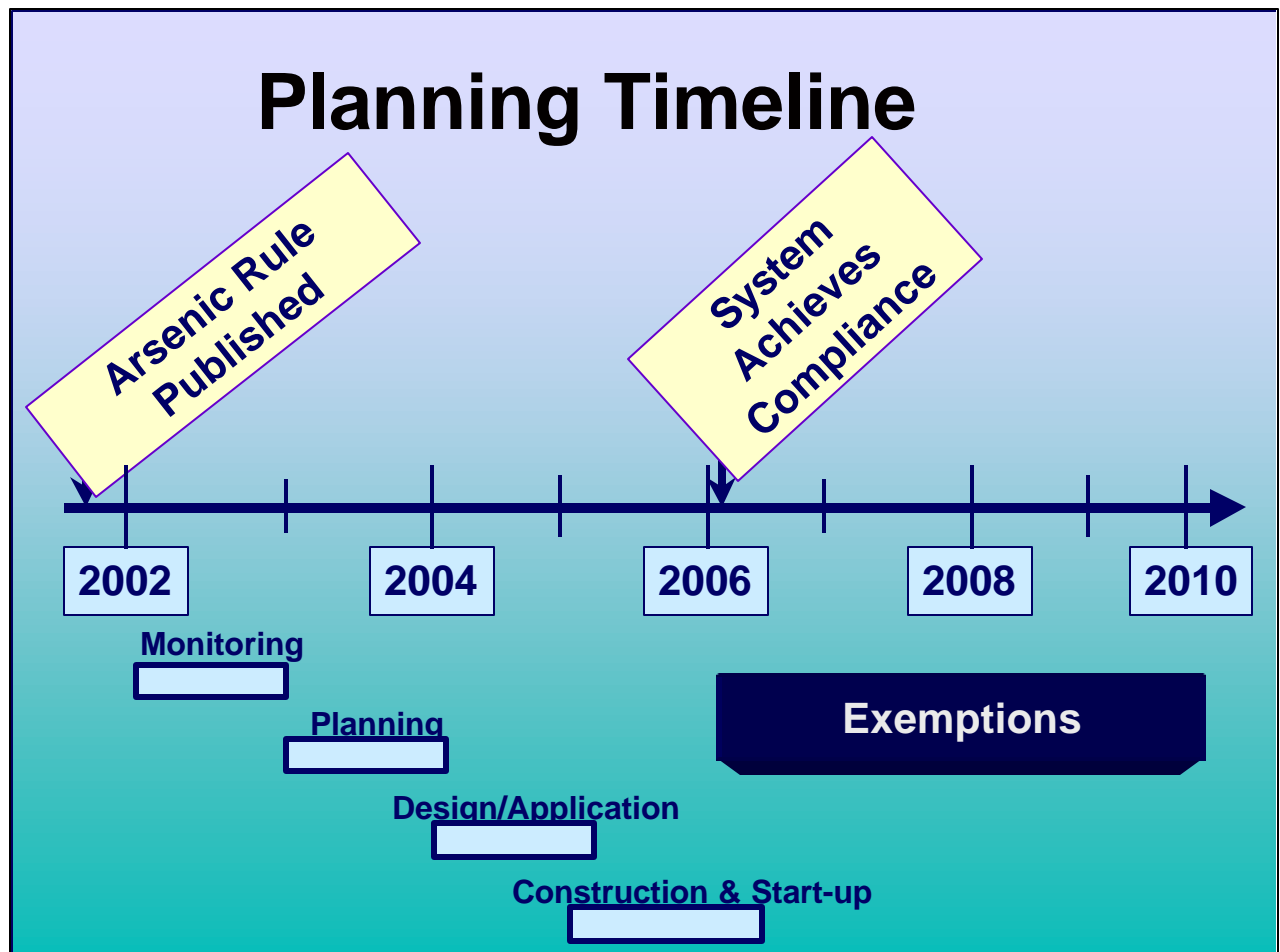 Planning Timeline
Arsenic Rule
Published
System
Achieves
Compliance
2002
2004
2006
2008
2010
Monitoring
Planning
Exemptions
Design/Application
Construction & Start-up